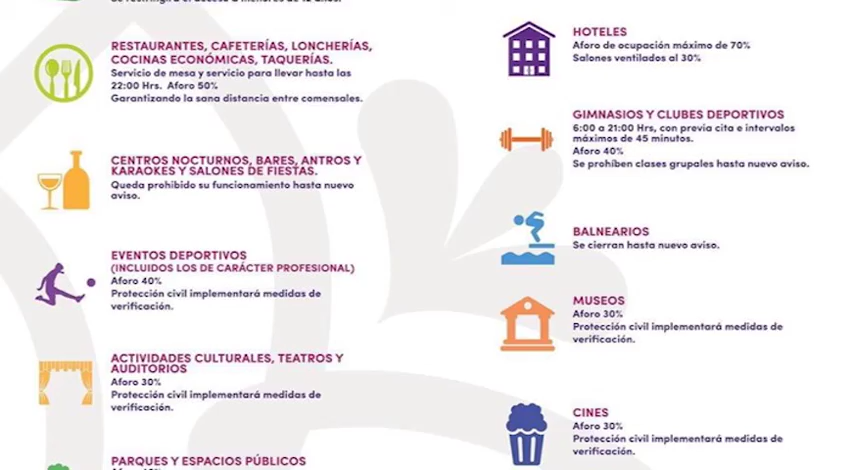 RESTAURANTES, CAFETERÍAS, LONCHERÍAS,
COCINAS ECONÓMICAS, TAQUERÍAS.
Servicio de mesa y servicio para llevar hasta las
22:00 Hrs. Aforo 50%
Garantizando la sana distancia entre comensales.
CENTROS NOCTURNOS, BARES, ANTROS Y
KARAOKES Y SALONES DE FIESTAS.
Queda prohibido su funcionamiento hasta nuevo
aviso.
EVENTOS DEPORTIVOS
(INCLUIDOS LOS DE CARÁCTER PROFESIONAL)
Aforo 40%
Protección civil implementará medidas de
verificación.
ACTIVIDADES CULTURALES, TEATROS Y
AUDITORIOS
Aforo 30%
Protección civil implementará medidas de
verificación.
PARQUES Y ESPACIOS PÚBLICOS
HOTELES
Aforo de ocupación máximo de 70%
Salones ventilados al 30%
GIMNASIOS Y CLUBES DEPORTIVOS
6:00 a 21:00 Hrs, con previa cita e intervalos
máximos de 45 minutos.
Aforo 40%
Se prohíben clases grupales hasta nuevo aviso.
BALNEARIOS
Se cierran hasta nuevo aviso.
MUSEOS
Aforo 30%
Protección civil implementará medidas de
verificación.
CINES
Aforo 30%
Protección civil implementará medidas de
verificación.